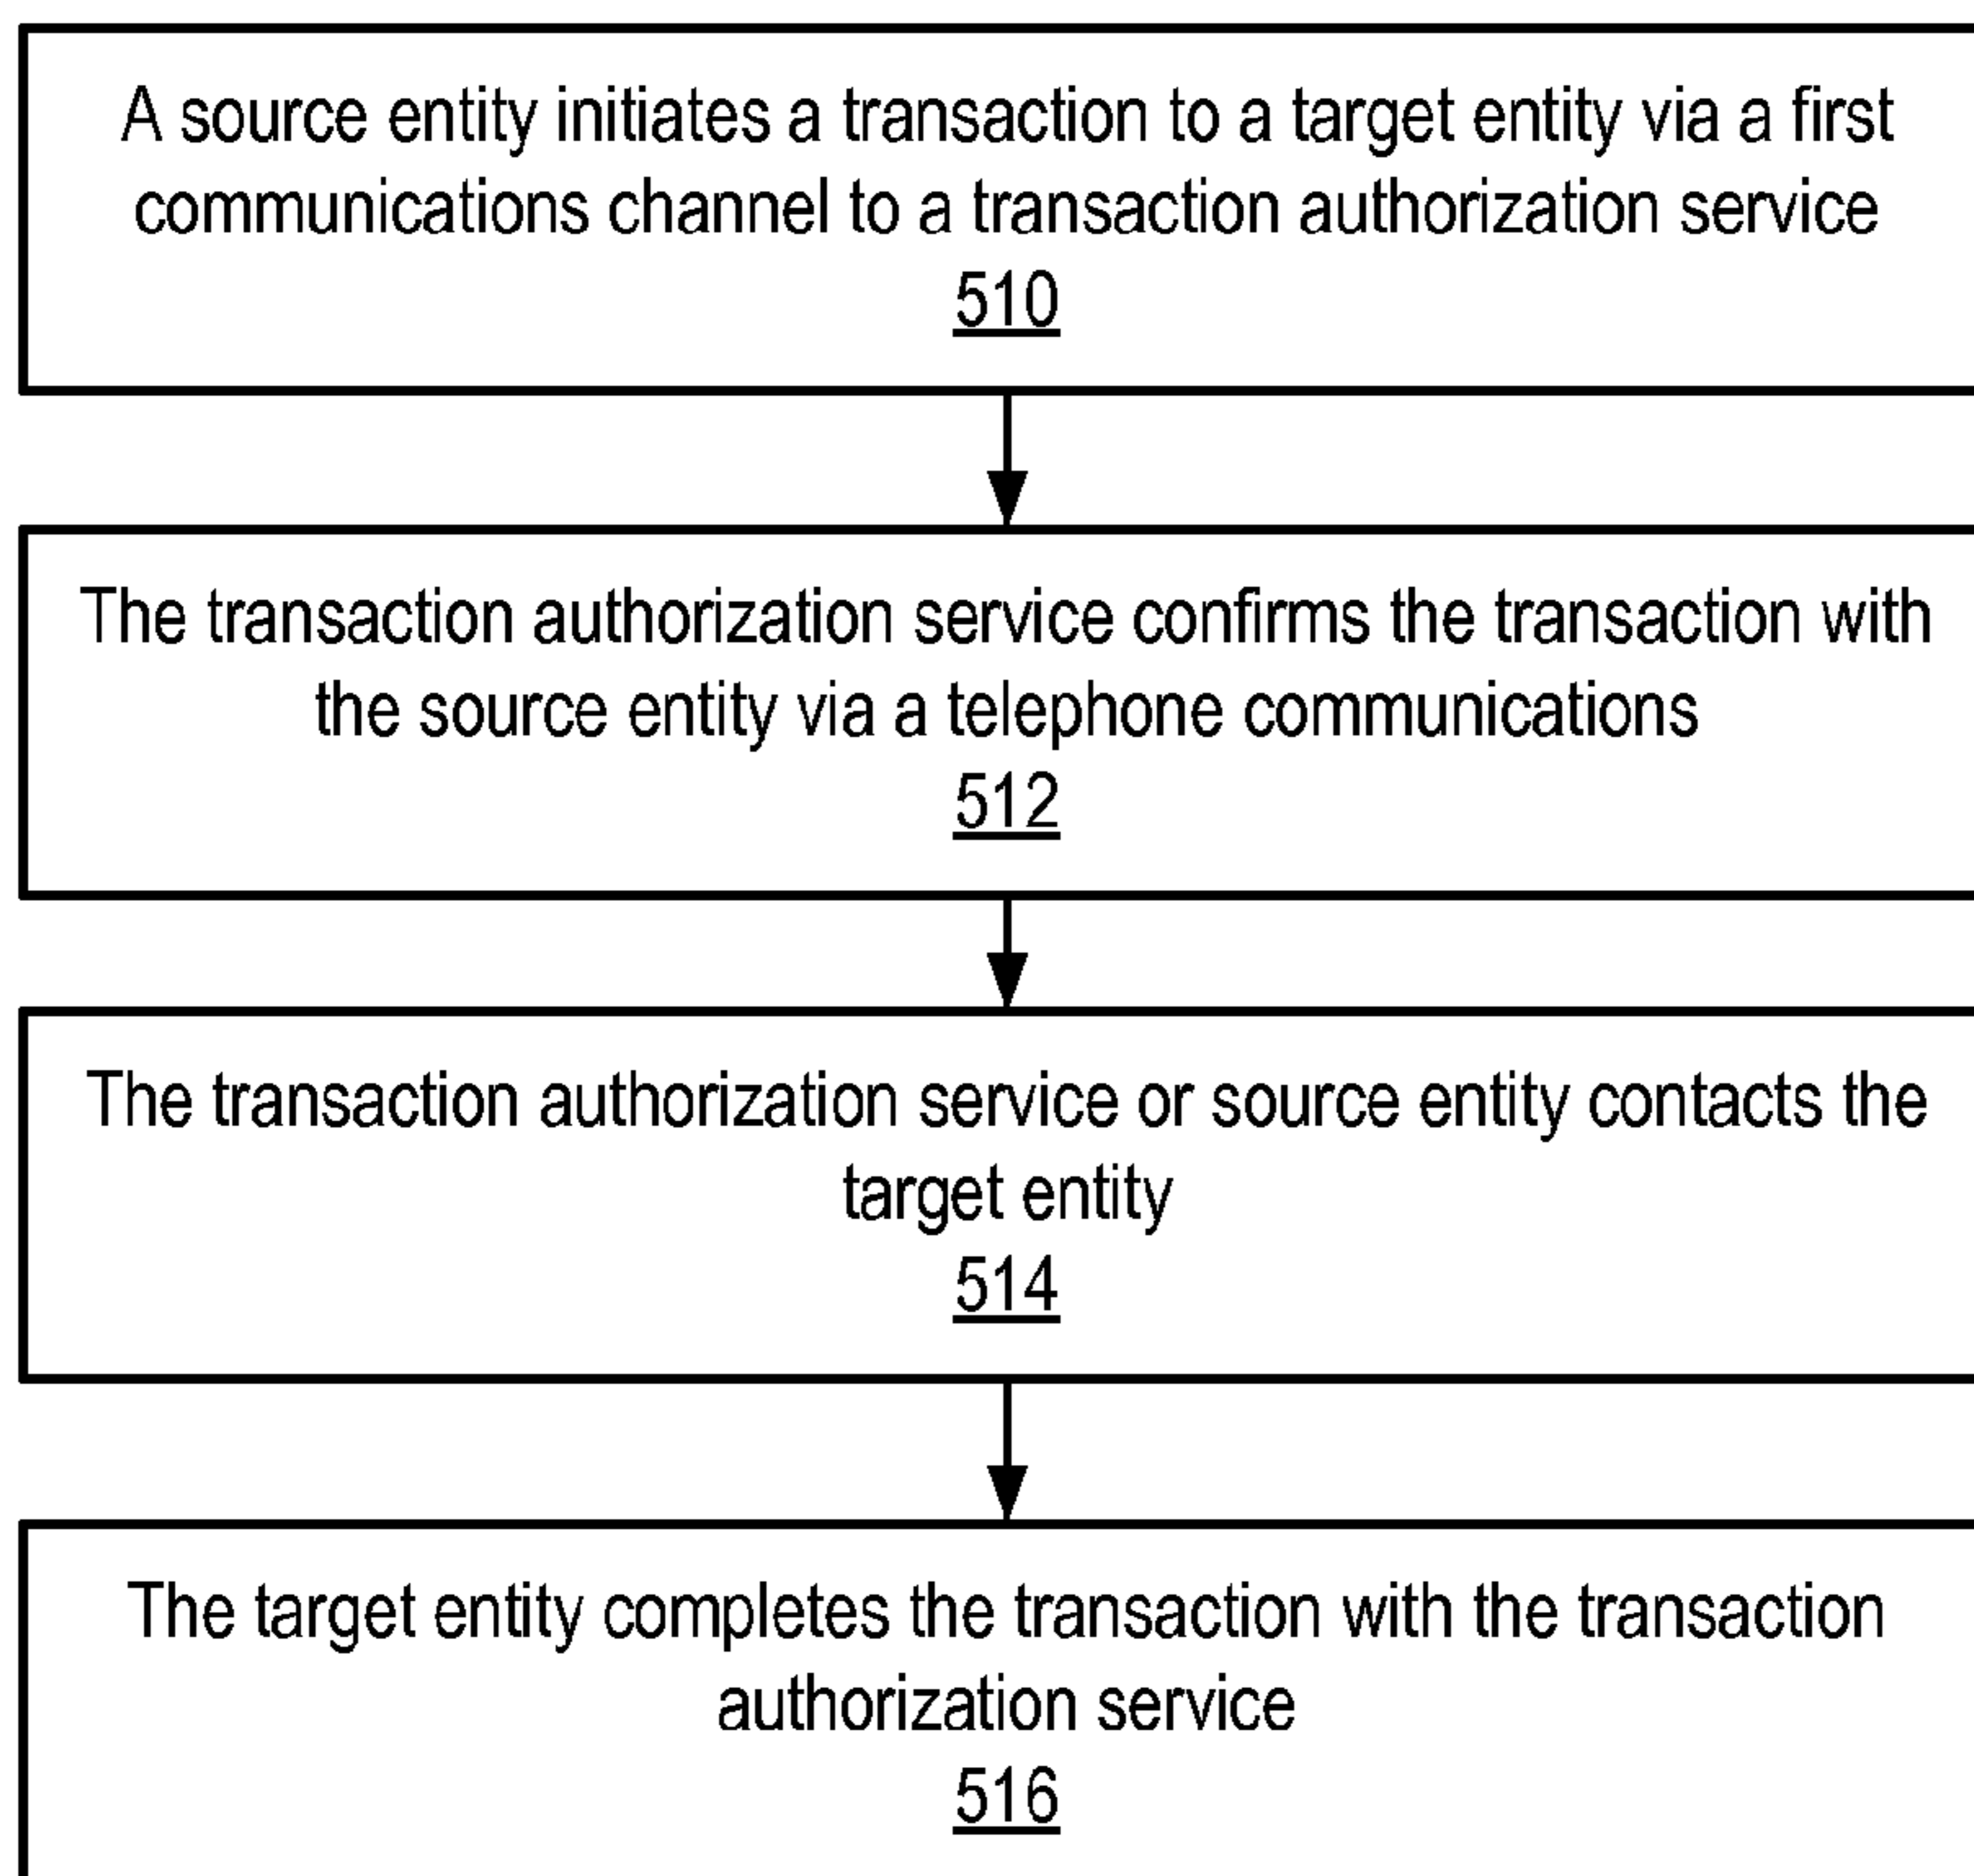 A source entity initiates a transaction to a target entity via a first
communications channel to a transaction authorization service
510
The transaction authorization service confirms the transaction with
the source entity via a telephone communications
512
The transaction authorization service or source entity contacts the
target entity
514
The target entity completes the transaction with the transaction
authorization service
516